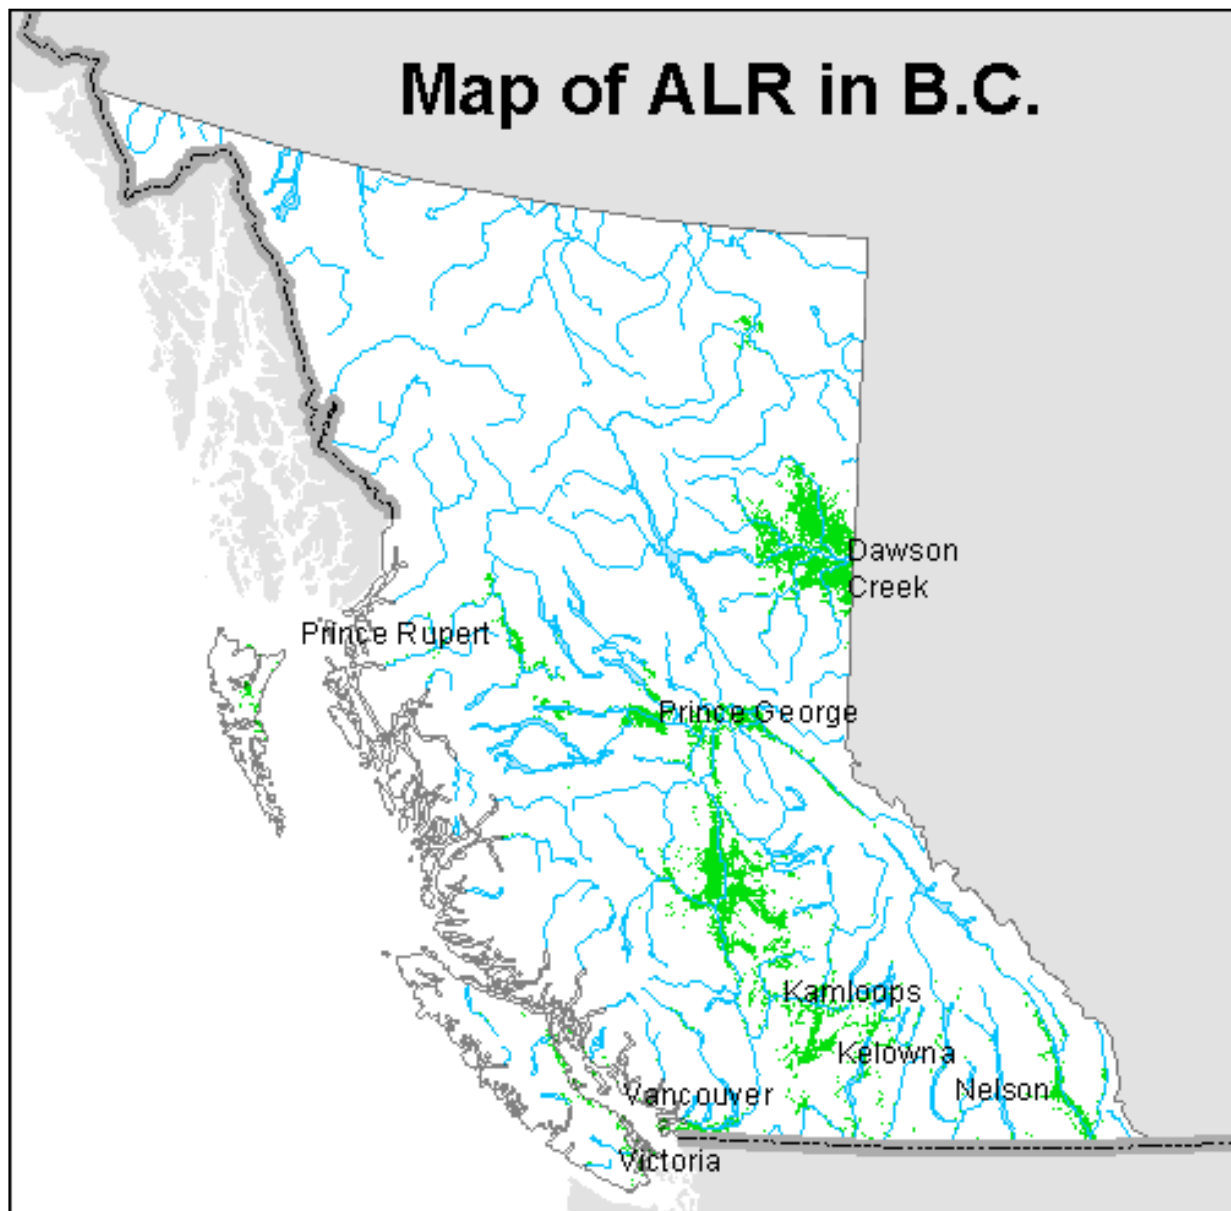 Map of ALR in B.C.
Dawson
Creek
Prince Rupert
Prince George
Kamloops
Kelowna
Nelson
Vancouver
Victoria